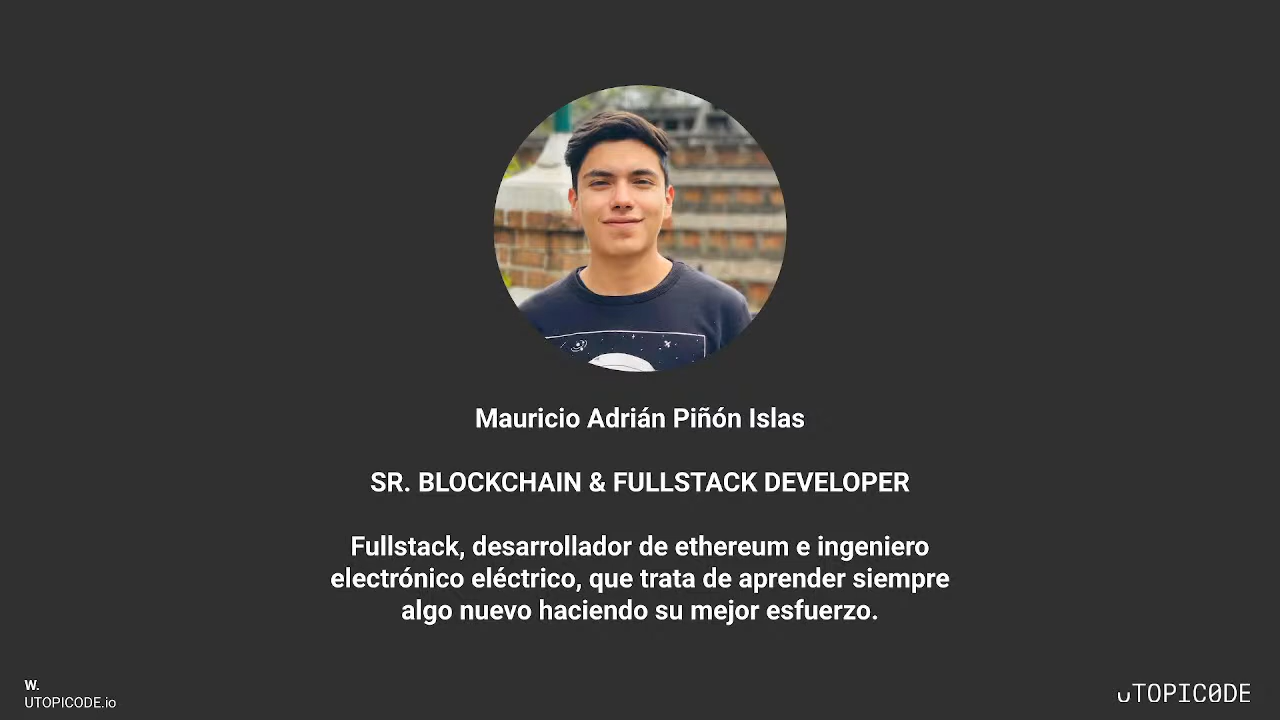 Mauricio Adrián Piñón Islas
SR. BLOCKCHAIN & FULLSTACK DEVELOPER
Fullstack, desarrollador de ethereum e ingeniero
electrónico eléctrico, que trata de aprender siempre
algo nuevo haciendo su mejor esfuerzo.
W.
UTOPICODE.io
uTOPIC0DE